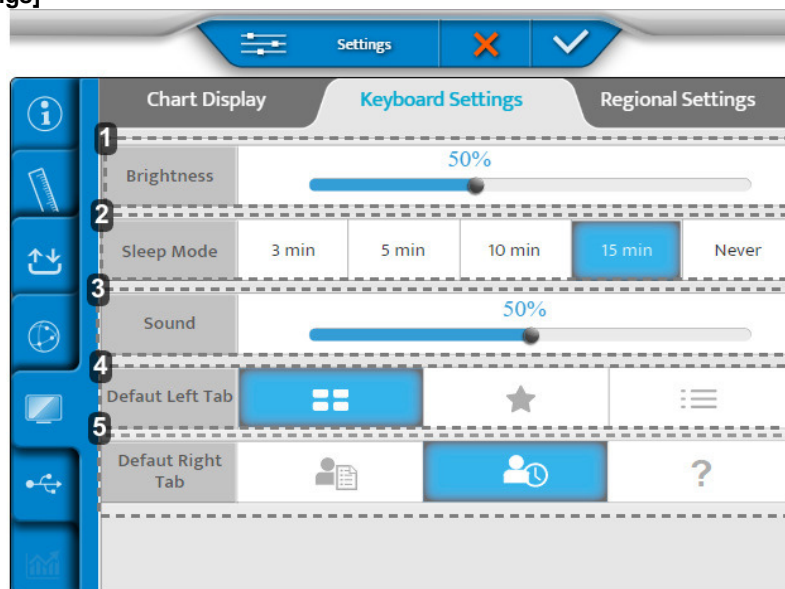 Settings
Chart Display Keyboard Settings Regional Settings
1
50%
Brightness
2
Sleep Mode 3 min 5 min 10 min 15 min Never
3
50%
Sound
4
Defaut Left Tab
5
Defaut Right
Tab
?